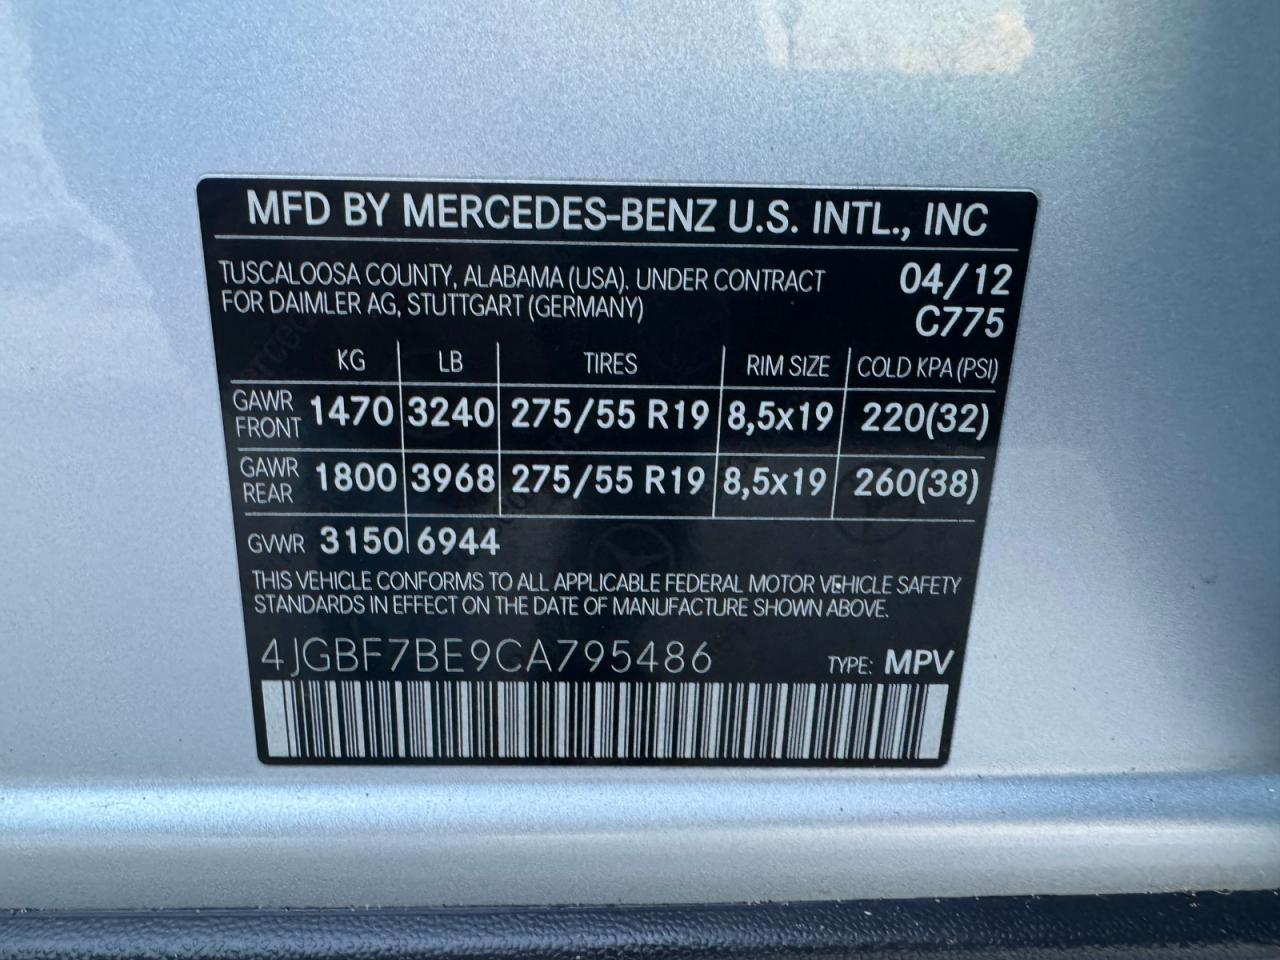 MFD BY MERCEDES-BENZ U.S. INTL., INC
TUSCALOOSA COUNTY, ALABAMA (USA). UNDER CONTRACT
FOR DAIMLER AG, STUTTGART (GERMANY)
04/12
C775
KG LB TIRES RIM SIZE COLD KPA (PSI)
GAWR FRONT 1470 3240 275/55 R19 8,5x19 220(32)
GAWR REAR 1800 3968 275/55 R19 8,5x19 260(38)
GVWR 3150 6944
THIS VEHICLE CONFORMS TO ALL APPLICABLE FEDERAL MOTOR VEHICLE SAFETY
STANDARDS IN EFFECT ON THE DATE OF MANUFACTURE SHOWN ABOVE.
4JGBF7BE9CA795486 TYPE: MPV